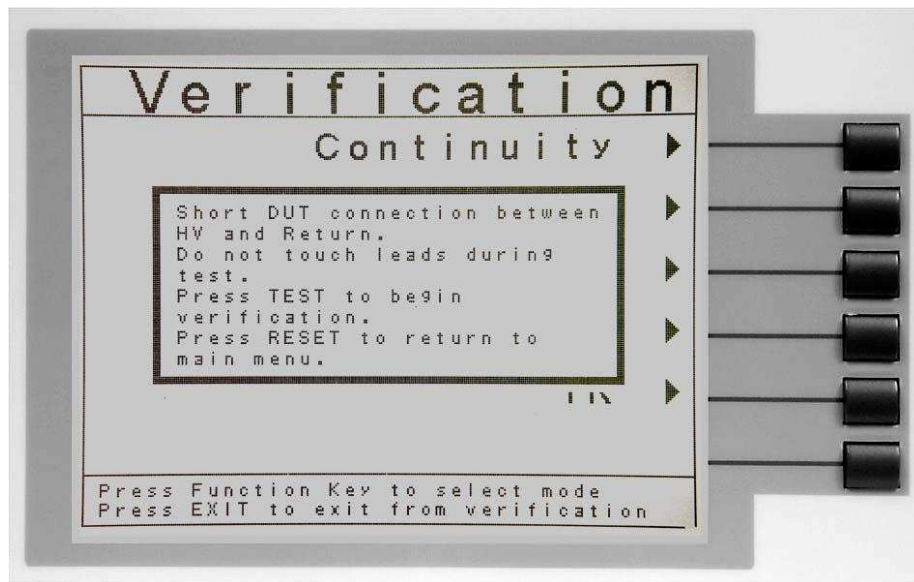 Verification
Continuity
Short DUT connection between
HV and Return.
Do not touch leads during
test.
Press TEST to begin
verification.
Press RESET to return to
main menu.
Press Function Key to select mode
Press EXIT to exit from verification